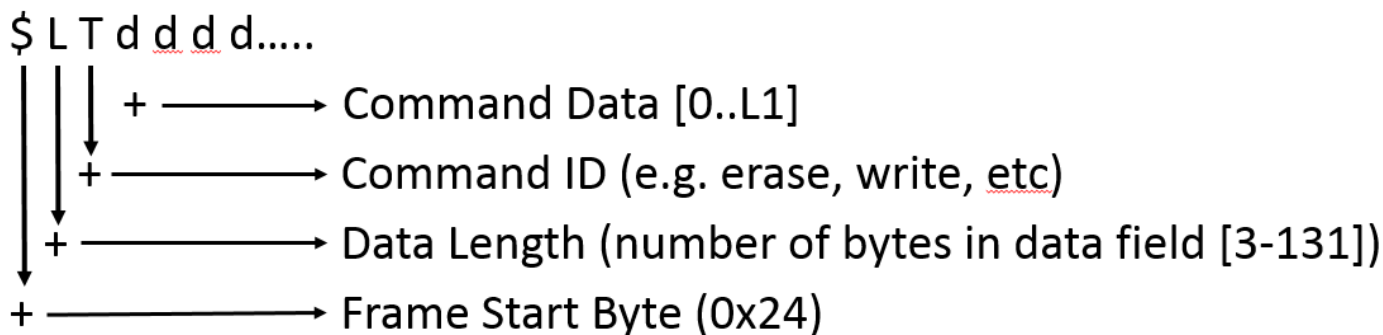 $ L T d d d d.....
+ Command Data [0..L1]
+ Command ID (e.g. erase, write, etc)
+ Data Length (number of bytes in data field [3-131])
+ Frame Start Byte (0x24)